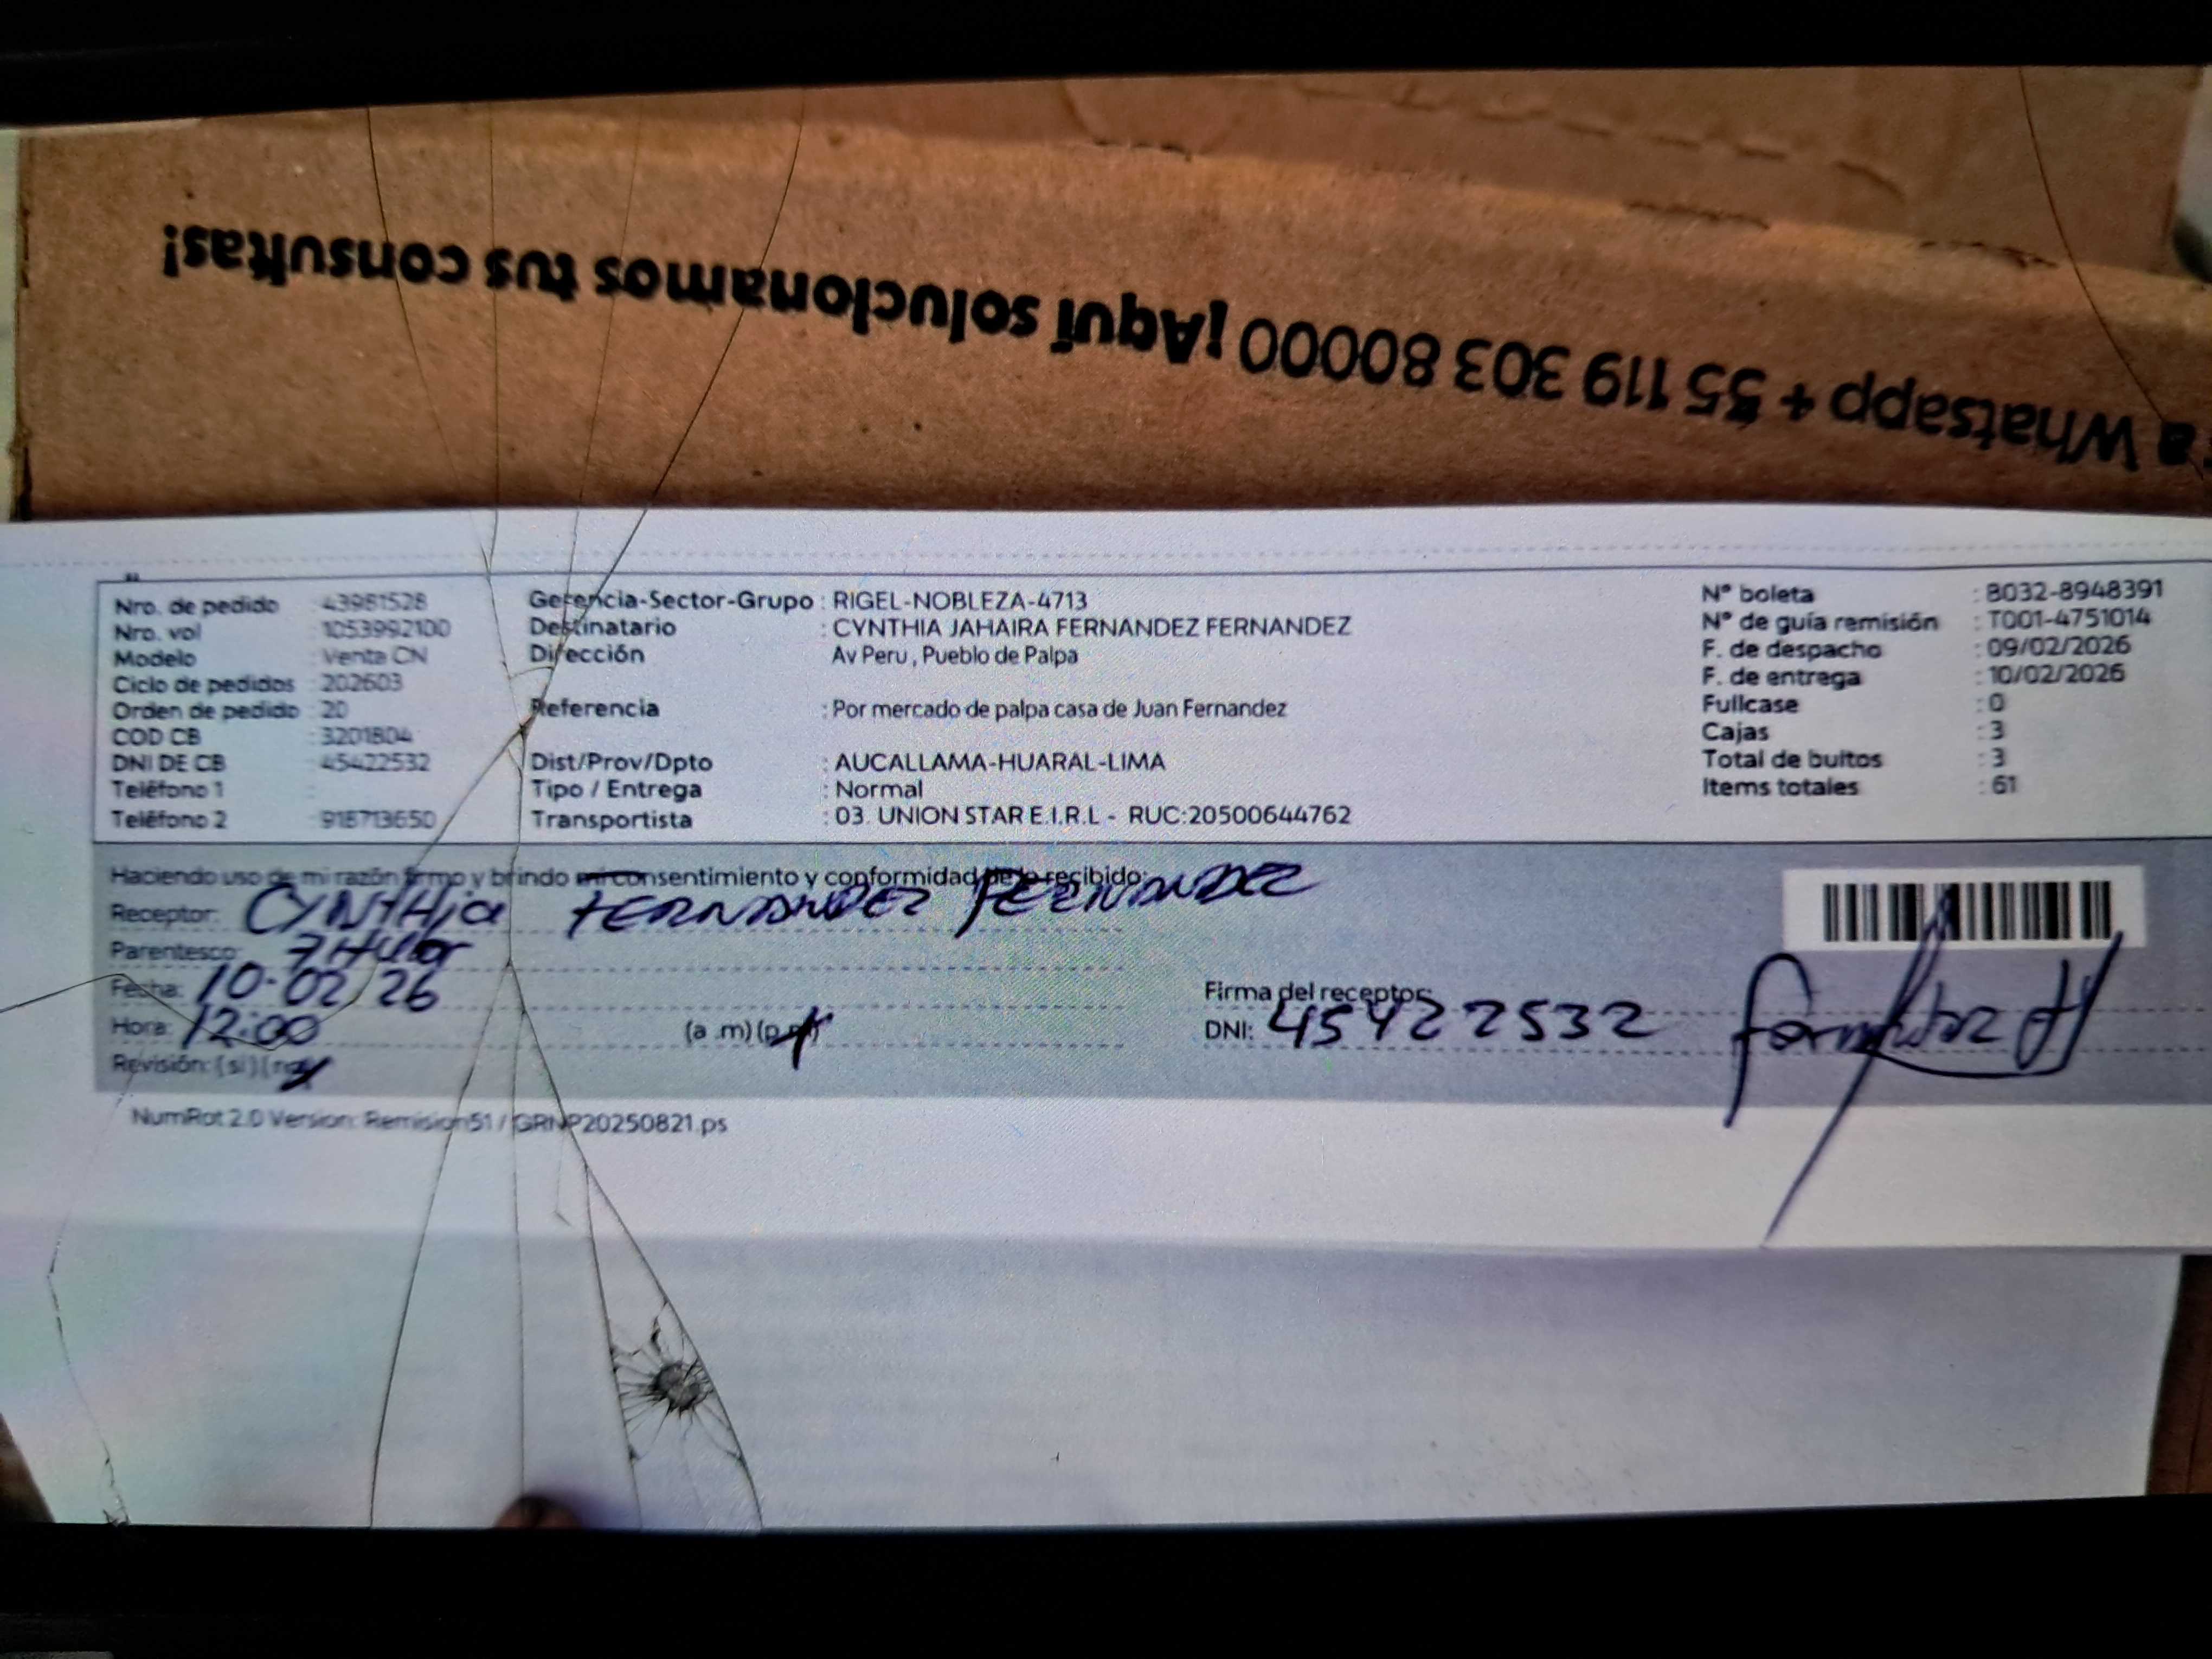 a Whatsapp + 55 119 303 80000 ¡Aquí solucionamos tus consultas!
Nro. de pedido : 43981528
Nro. vol : 1053992100
Modelo : Venta CN
Ciclo de pedidos : 202603
Orden de pedido : 20
COD CB : 3201804
DNI DE CB : 45422532
Teléfono 1 :
Teléfono 2 : 915713650
Gerencia-Sector-Grupo : RIGEL-NOBLEZA-4713
Destinatario : CYNTHIA JAHAIRA FERNANDEZ FERNANDEZ
Dirección Av Peru , Pueblo de Palpa
Referencia : Por mercado de palpa casa de Juan Fernandez
Dist/Prov/Dpto : AUCALLAMA-HUARAL-LIMA
Tipo / Entrega : Normal
Transportista : 03. UNION STAR E.I.R.L - RUC:20500644762
N° boleta : B032-8948391
N° de guía remisión : T001-4751014
F. de despacho : 09/02/2026
F. de entrega : 10/02/2026
Fullcase : 0
Cajas : 3
Total de bultos : 3
Items totales : 61
Haciendo uso de mi razón firmo y brindo mi consentimiento y conformidad de lo recibido:
Receptor: CYNTHia FERNANDEZ FERNANDEZ
Parentesco: Titular
Fecha: 10-02 26
Hora: 12:00 (a .m) (p.m)
Revisión: (si) (no)
Firma del receptor:
DNI: 45422532
NumRot 2.0 Version: Remision51 / GRNP20250821.ps